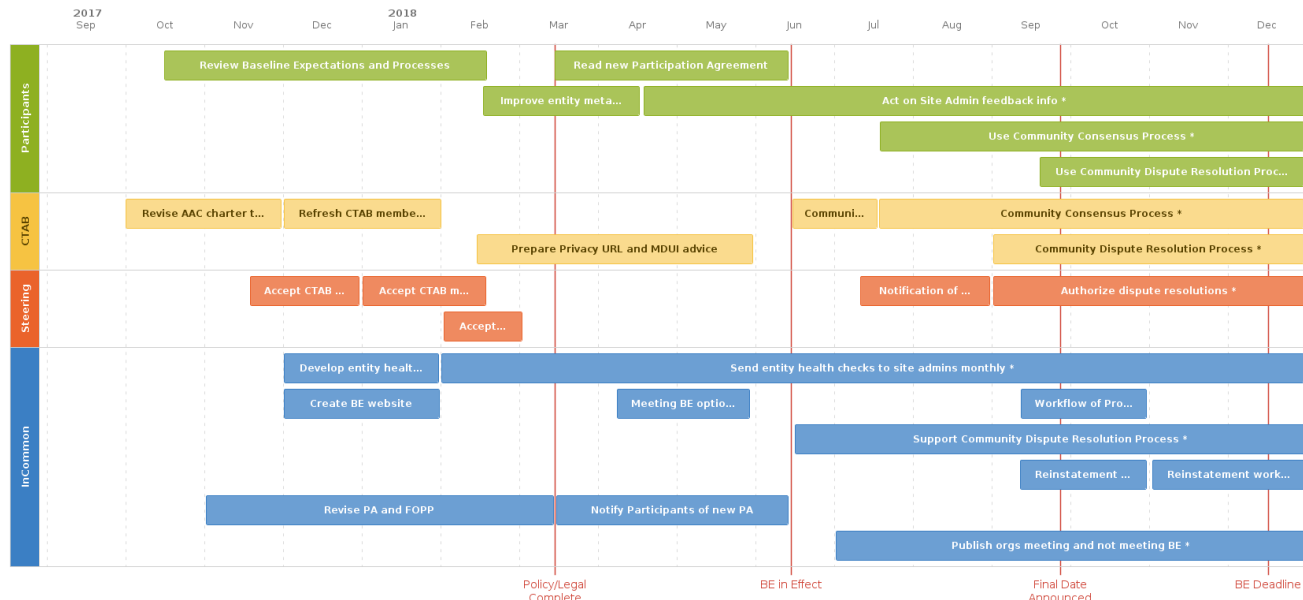 2017
2018
Sep Oct Nov Dec Jan Feb Mar Apr May Jun Jul Aug Sep Oct Nov Dec
Participants
Review Baseline Expectations and Processes
Read new Participation Agreement
Improve entity meta...
Act on Site Admin feedback info *
Use Community Consensus Process *
Use Community Dispute Resolution Proc...
CTAB
Revise AAC charter t...
Refresh CTAB membe...
Communi...
Community Consensus Process *
Prepare Privacy URL and MDUI advice
Community Dispute Resolution Process *
Steering
Accept CTAB ...
Accept CTAB m...
Notification of ...
Authorize dispute resolutions *
Accept...
InCommon
Develop entity healt...
Send entity health checks to site admins monthly *
Create BE website
Meeting BE optio...
Workflow of Pro...
Support Community Dispute Resolution Process *
Reinstatement ...
Reinstatement work...
Revise PA and FOPP
Notify Participants of new PA
Publish orgs meeting and not meeting BE *
Policy/Legal
Complete
BE in Effect
Final Date
Announced
BE Deadline